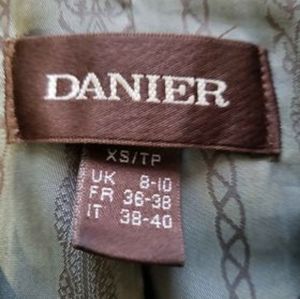 DANIER
XS/TP
UK 8-10
FR 36-38
IT 38-40